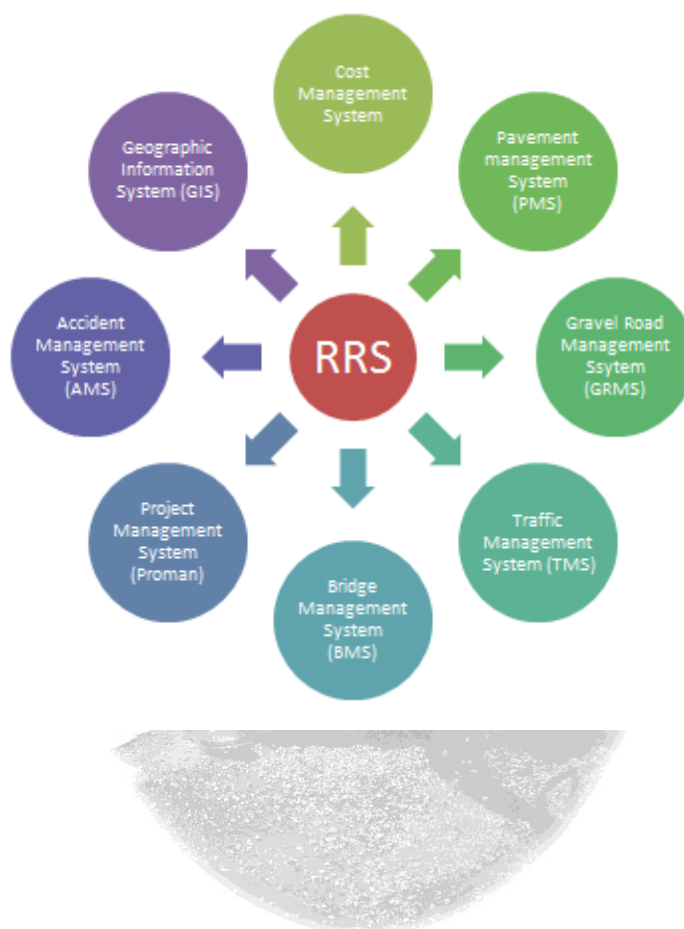 Cost
Management
System
Pavement
management
System
(PMS)
Gravel Road
Management
Ssytem
(GRMS)
Traffic
Management
System (TMS)
Bridge
Management
System
(BMS)
Project
Management
System
(Proman)
Accident
Management
System
(AMS)
Geographic
Information
System (GIS)
RRS